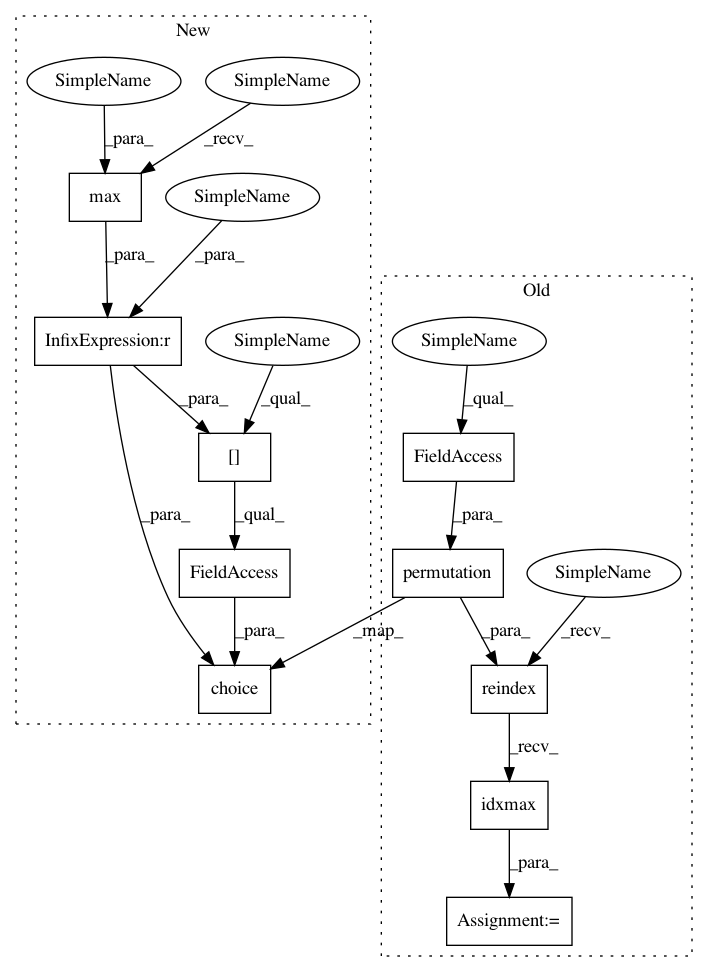 New
SimpleName
SimpleName
_para_
_recv_
max
SimpleName
_para_
_para_
Old
InfixExpression:r
SimpleName
SimpleName
_para_
_qual_
_qual_
[]
FieldAccess
_para_
_qual_
_para_
FieldAccess
permutation
SimpleName
_para_
_map_
_para_
_recv_
choice
reindex
_recv_
idxmax
_para_
Assignment:=